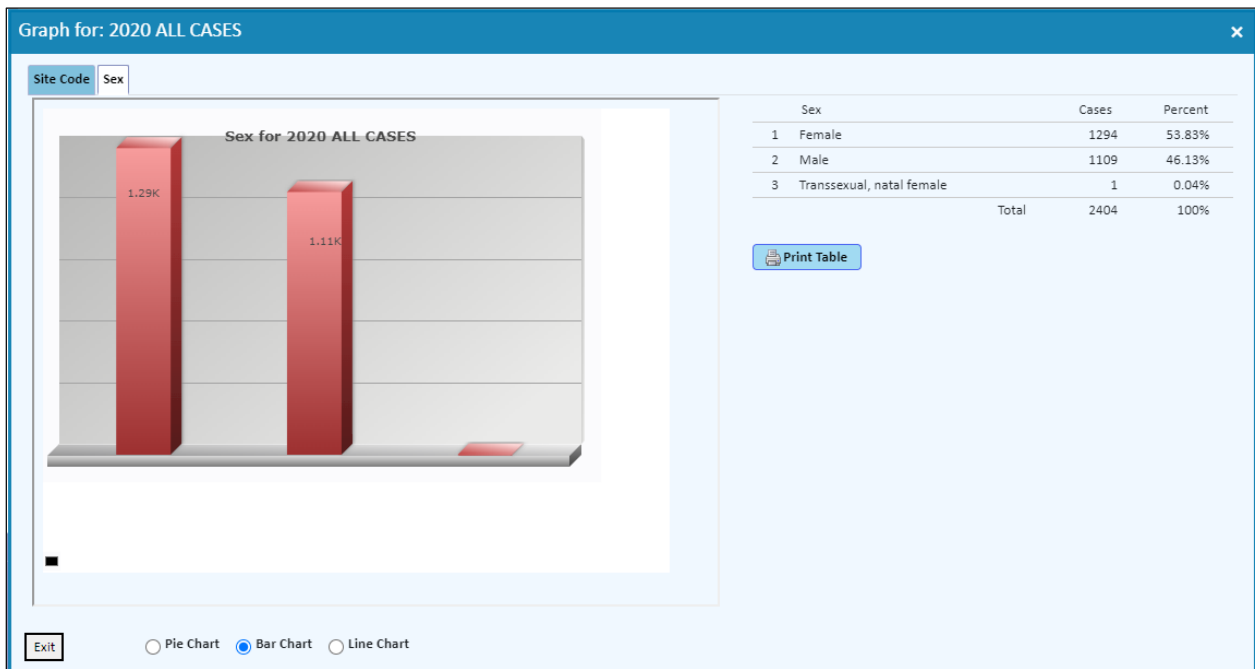 Graph for: 2020 ALL CASES ×
Site Code Sex
Sex for 2020 ALL CASES
1.29K
1.11K
Sex Cases Percent
1 Female 1294 53.83%
2 Male 1109 46.13%
3 Transsexual, natal female 1 0.04%
Total 2404 100%
Print Table
Exit Pie Chart Bar Chart Line Chart